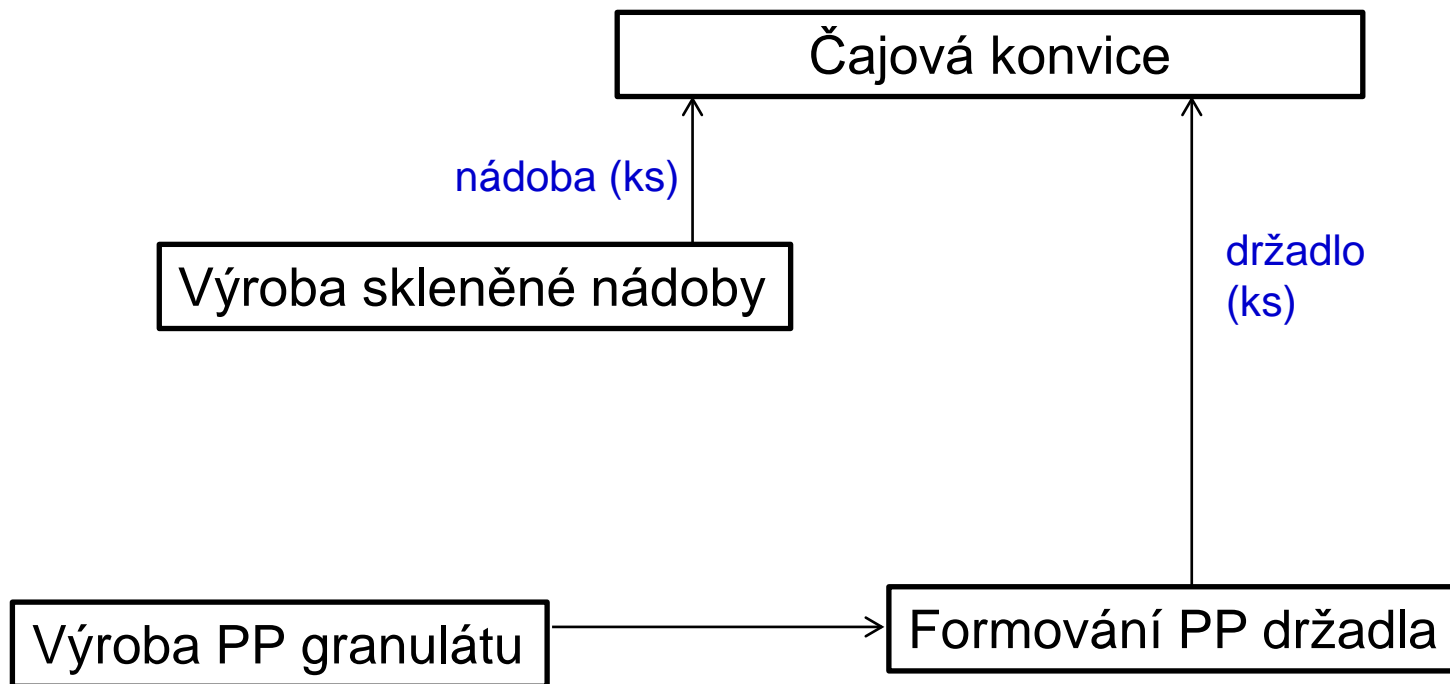 Čajová konvice
nádoba (ks)
Výroba skleněné nádoby
držadlo
(ks)
Výroba PP granulátu
Formování PP držadla